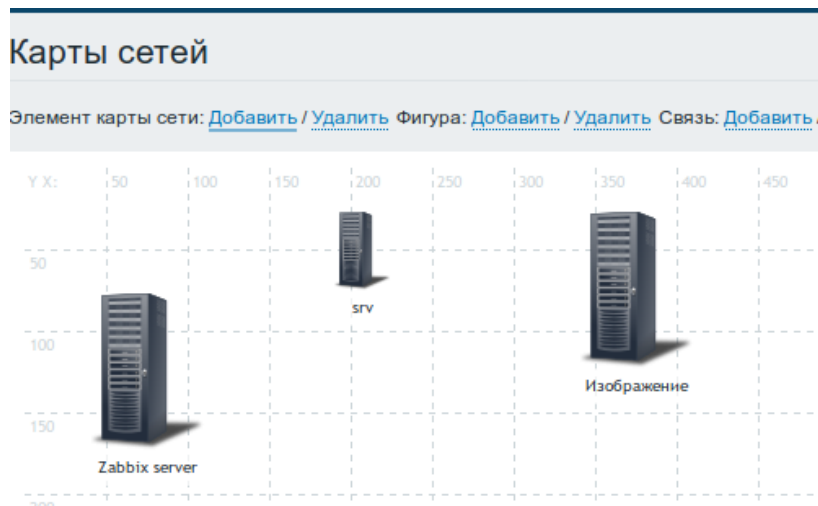 Карты сетей
Элемент карты сети: Добавить / Удалить Фигура: Добавить / Удалить Связь: Добавить /
Y X: 50 100 150 200 250 300 350 400 450
50
srv
100
Изображение
150
Zabbix server
200